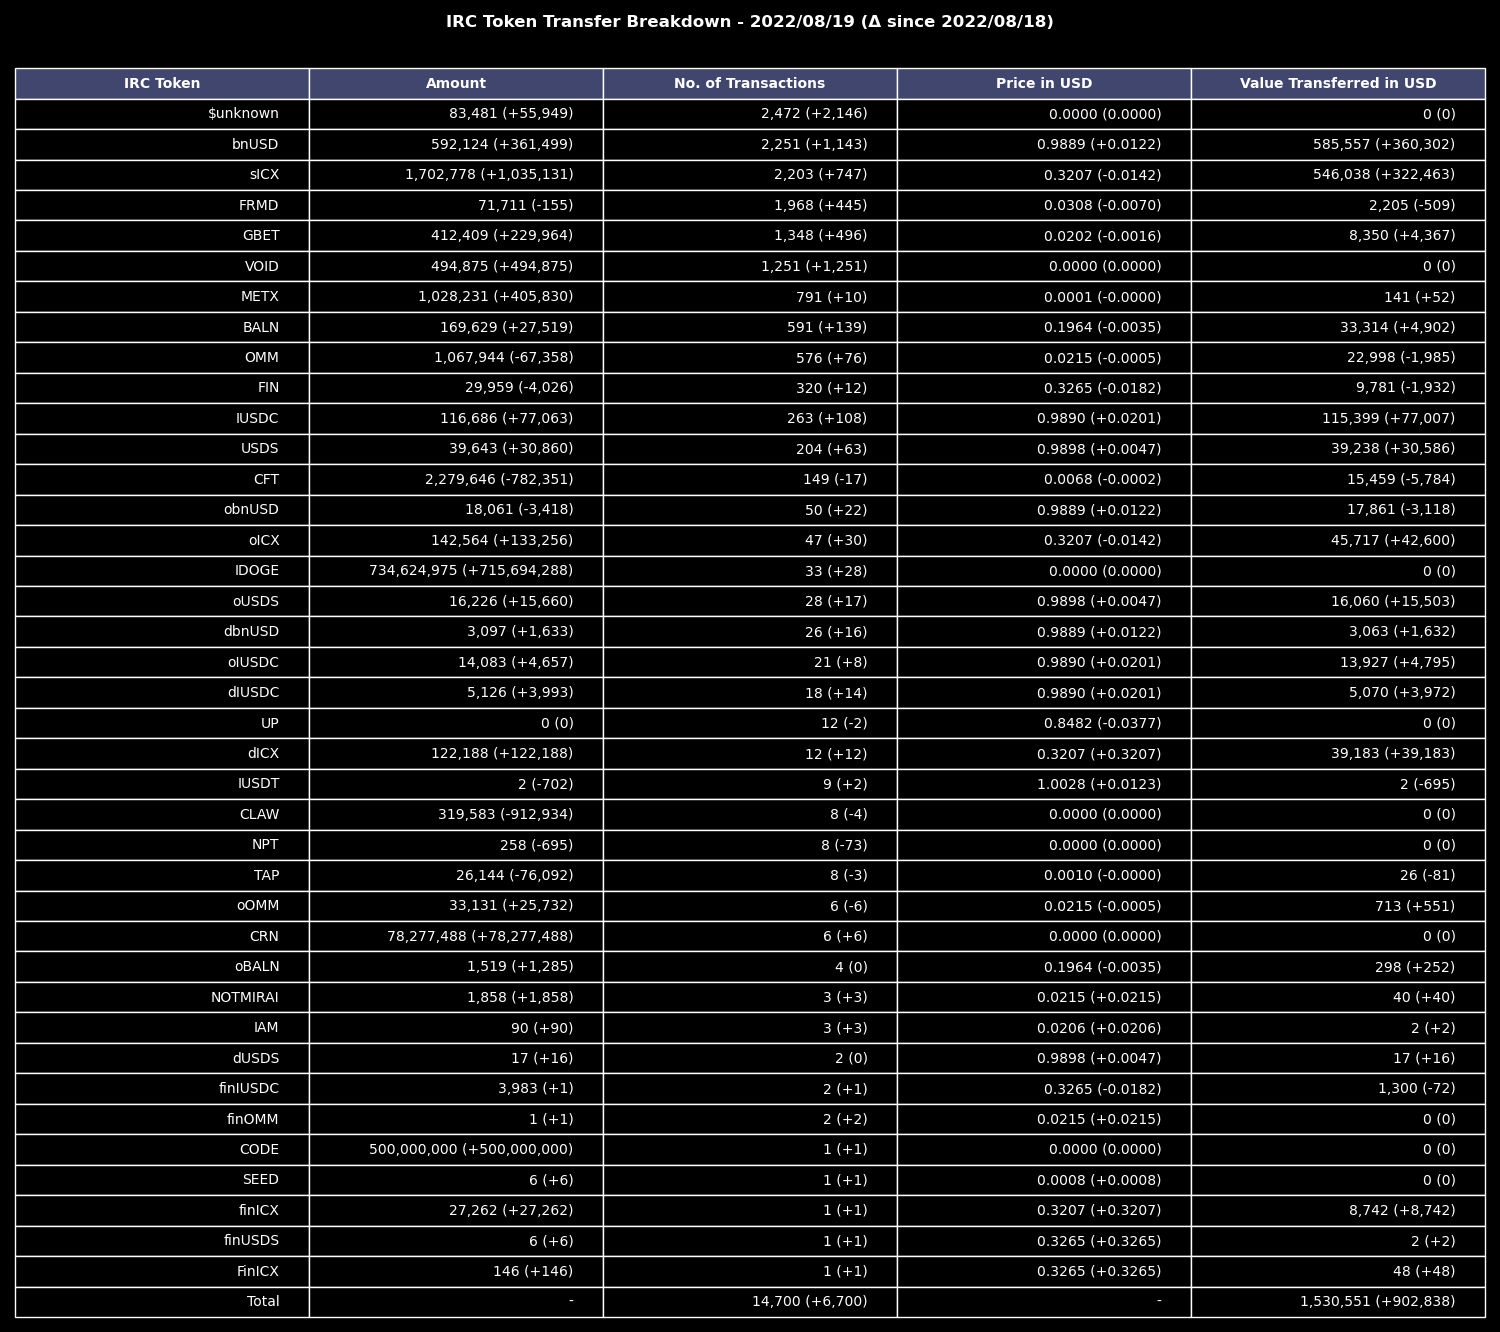 IRC Token Transfer Breakdown - 2022/08/19 (Δ since 2022/08/18)
IRC Token Amount No. of Transactions Price in USD Value Transferred in USD
$unknown 83,481 (+55,949) 2,472 (+2,146) 0.0000 (0.0000) 0 (0)
bnUSD 592,124 (+361,499) 2,251 (+1,143) 0.9889 (+0.0122) 585,557 (+360,302)
sICX 1,702,778 (+1,035,131) 2,203 (+747) 0.3207 (-0.0142) 546,038 (+322,463)
FRMD 71,711 (-155) 1,968 (+445) 0.0308 (-0.0070) 2,205 (-509)
GBET 412,409 (+229,964) 1,348 (+496) 0.0202 (-0.0016) 8,350 (+4,367)
VOID 494,875 (+494,875) 1,251 (+1,251) 0.0000 (0.0000) 0 (0)
METX 1,028,231 (+405,830) 791 (+10) 0.0001 (-0.0000) 141 (+52)
BALN 169,629 (+27,519) 591 (+139) 0.1964 (-0.0035) 33,314 (+4,902)
OMM 1,067,944 (-67,358) 576 (+76) 0.0215 (-0.0005) 22,998 (-1,985)
FIN 29,959 (-4,026) 320 (+12) 0.3265 (-0.0182) 9,781 (-1,932)
IUSDC 116,686 (+77,063) 263 (+108) 0.9890 (+0.0201) 115,399 (+77,007)
USDS 39,643 (+30,860) 204 (+63) 0.9898 (+0.0047) 39,238 (+30,586)
CFT 2,279,646 (-782,351) 149 (-17) 0.0068 (-0.0002) 15,459 (-5,784)
obnUSD 18,061 (-3,418) 50 (+22) 0.9889 (+0.0122) 17,861 (-3,118)
oICX 142,564 (+133,256) 47 (+30) 0.3207 (-0.0142) 45,717 (+42,600)
IDOGE 734,624,975 (+715,694,288) 33 (+28) 0.0000 (0.0000) 0 (0)
oUSDS 16,226 (+15,660) 28 (+17) 0.9898 (+0.0047) 16,060 (+15,503)
dbnUSD 3,097 (+1,633) 26 (+16) 0.9889 (+0.0122) 3,063 (+1,632)
oIUSDC 14,083 (+4,657) 21 (+8) 0.9890 (+0.0201) 13,927 (+4,795)
dIUSDC 5,126 (+3,993) 18 (+14) 0.9890 (+0.0201) 5,070 (+3,972)
UP 0 (0) 12 (-2) 0.8482 (-0.0377) 0 (0)
dICX 122,188 (+122,188) 12 (+12) 0.3207 (+0.3207) 39,183 (+39,183)
IUSDT 2 (-702) 9 (+2) 1.0028 (+0.0123) 2 (-695)
CLAW 319,583 (-912,934) 8 (-4) 0.0000 (0.0000) 0 (0)
NPT 258 (-695) 8 (-73) 0.0000 (0.0000) 0 (0)
TAP 26,144 (-76,092) 8 (-3) 0.0010 (-0.0000) 26 (-81)
oOMM 33,131 (+25,732) 6 (-6) 0.0215 (-0.0005) 713 (+551)
CRN 78,277,488 (+78,277,488) 6 (+6) 0.0000 (0.0000) 0 (0)
oBALN 1,519 (+1,285) 4 (0) 0.1964 (-0.0035) 298 (+252)
NOTMIRAI 1,858 (+1,858) 3 (+3) 0.0215 (+0.0215) 40 (+40)
IAM 90 (+90) 3 (+3) 0.0206 (+0.0206) 2 (+2)
dUSDS 17 (+16) 2 (0) 0.9898 (+0.0047) 17 (+16)
finIUSDC 3,983 (+1) 2 (+1) 0.3265 (-0.0182) 1,300 (-72)
finOMM 1 (+1) 2 (+2) 0.0215 (+0.0215) 0 (0)
CODE 500,000,000 (+500,000,000) 1 (+1) 0.0000 (0.0000) 0 (0)
SEED 6 (+6) 1 (+1) 0.0008 (+0.0008) 0 (0)
finICX 27,262 (+27,262) 1 (+1) 0.3207 (+0.3207) 8,742 (+8,742)
finUSDS 6 (+6) 1 (+1) 0.3265 (+0.3265) 2 (+2)
FinICX 146 (+146) 1 (+1) 0.3265 (+0.3265) 48 (+48)
Total - 14,700 (+6,700) - 1,530,551 (+902,838)